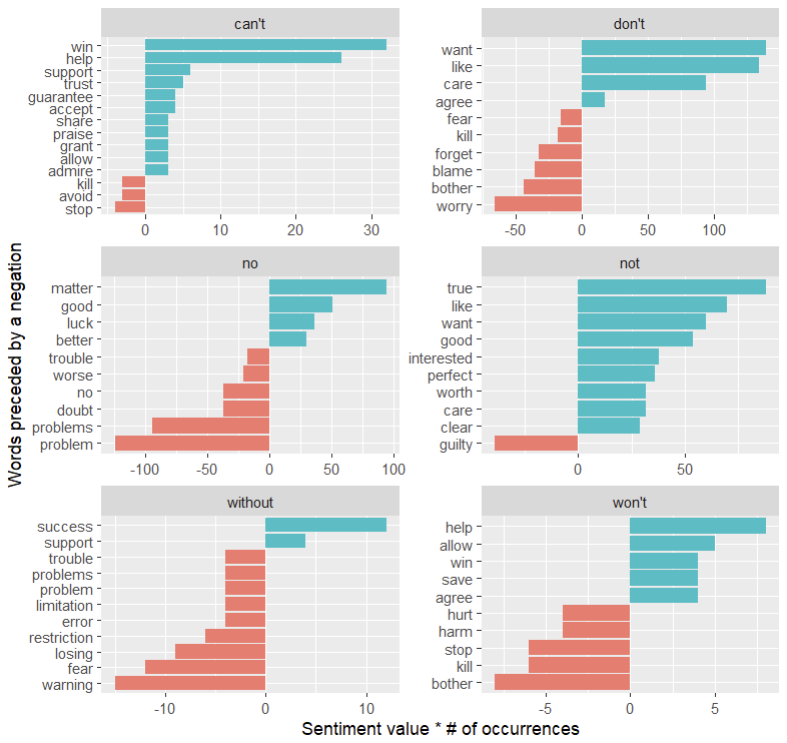 can't
win
help
support
trust
guarantee
accept
share
praise
grant
allow
admire
kill
avoid
stop
0 10 20 30
don't
want
like
care
agree
fear
kill
forget
blame
bother
worry
-50 0 50 100
no
matter
good
luck
better
trouble
worse
no
doubt
problems
problem
-100 -50 0 50 100
not
true
like
want
good
interested
perfect
worth
care
clear
guilty
0 50
without
success
support
trouble
problems
problem
limitation
error
restriction
losing
fear
warning
-10 0 10
won't
help
allow
win
save
agree
hurt
harm
stop
kill
bother
-5 0 5
Words preceded by a negation
Sentiment value * # of occurrences